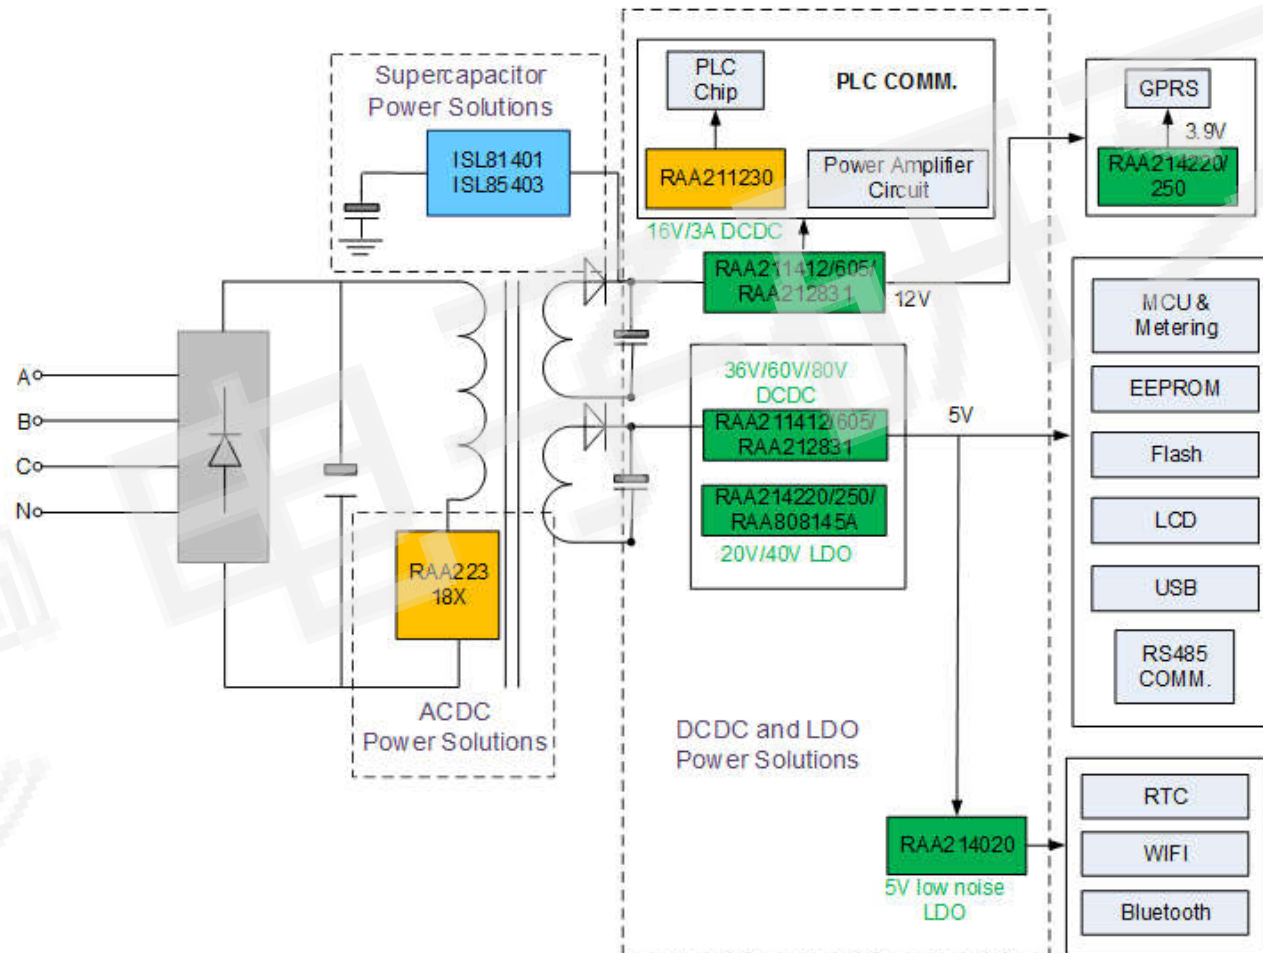 Supercapacitor
Power Solutions
ISL81401
ISL85403
PLC
Chip
PLC COMM.
RAA211230
Power Amplifier
Circuit
16V/3A DCDC
GPRS
3.9V
RAA214220/
250
RAA211412/605/
RAA212831
12V
A
B
C
N
36V/60V/80V
DCDC
RAA211412/605/
RAA212831
5V
RAA214220/250/
RAA808145A
20V/40V LDO
MCU &
Metering
EEPROM
Flash
LCD
USB
RS485
COMM.
RAA223
18X
ACDC
Power Solutions
DCDC and LDO
Power Solutions
RAA214020
5V low noise
LDO
RTC
WIFI
Bluetooth